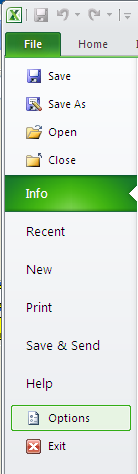 File Home
Save
Save As
Open
Close
Info
Recent
New
Print
Save & Send
Help
Options
Exit